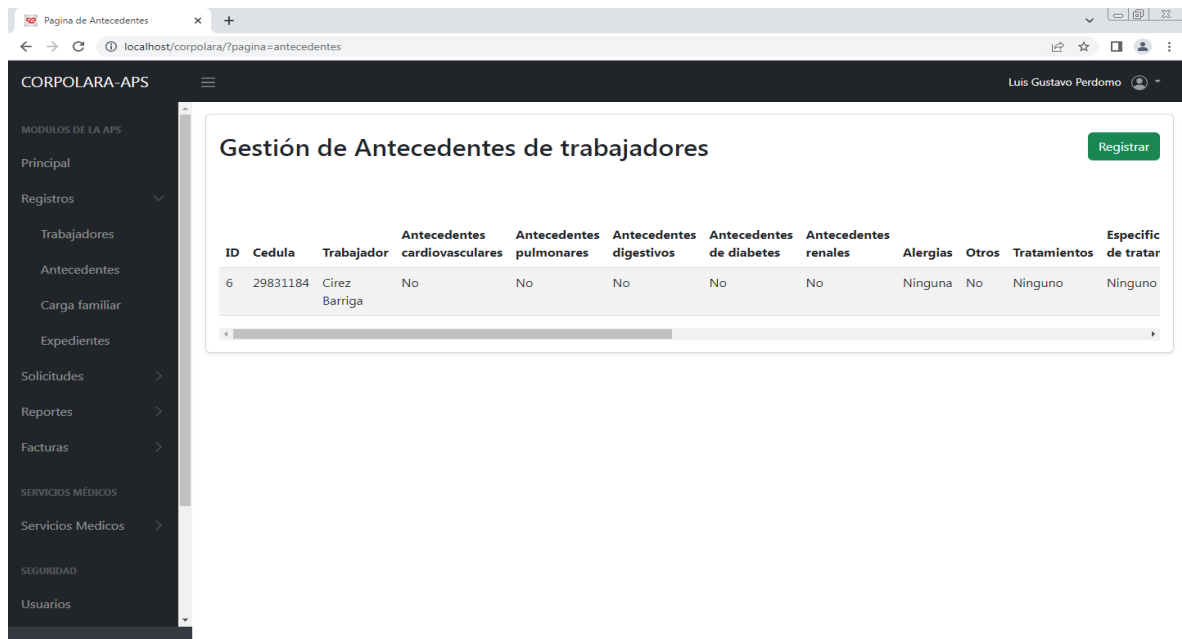 Pagina de Antecedentes
localhost/corpolara/?pagina=antecedentes
CORPOLARA-APS
Luis Gustavo Perdomo
MODULOS DE LA APS
Principal
Registros
Trabajadores
Antecedentes
Carga familiar
Expedientes
Solicitudes
Reportes
Facturas
SERVICIOS MÉDICOS
Servicios Medicos
SEGURIDAD
Usuarios
Gestión de Antecedentes de trabajadores
Registrar
ID Cedula Trabajador Antecedentes cardiovasculares Antecedentes pulmonares Antecedentes digestivos Antecedentes de diabetes Antecedentes renales Alergias Otros Tratamientos Especific de tratar
6 29831184 Cirez Barriga No No No No No Ninguna No Ninguno Ninguno